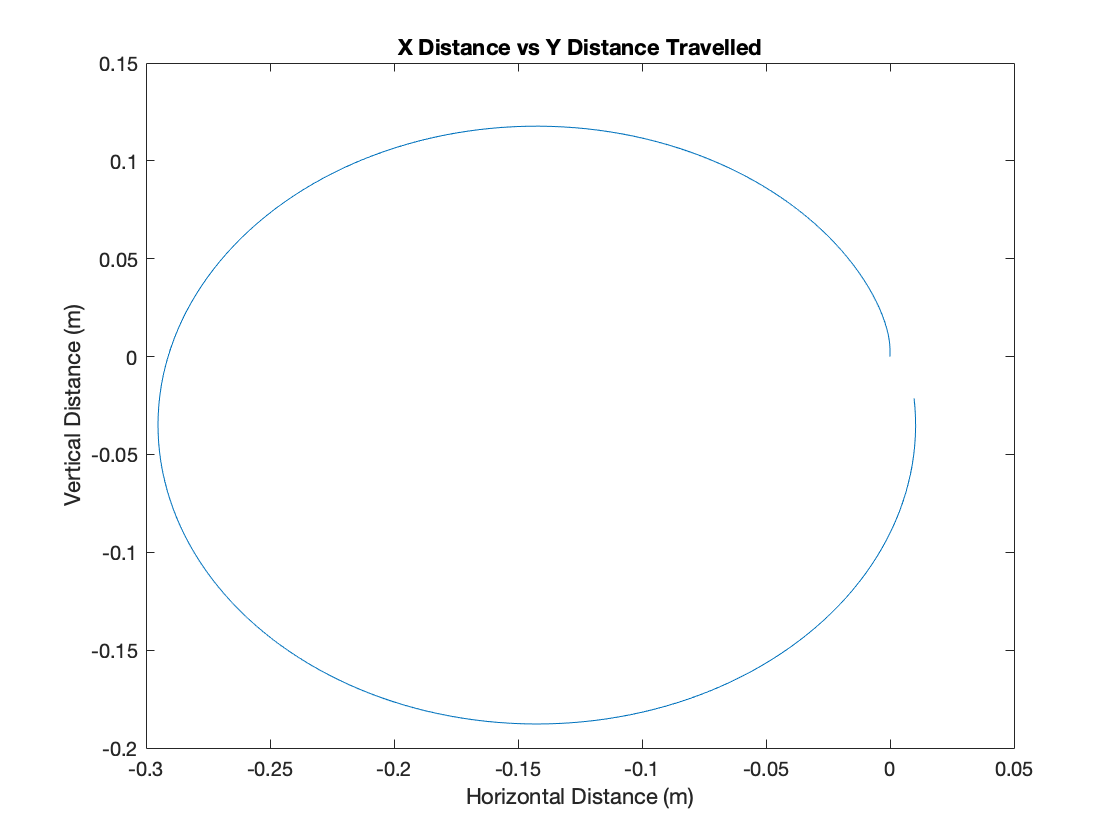 X Distance vs Y Distance Travelled
0.15
0.1
0.05
0
-0.05
-0.1
-0.15
-0.2
Vertical Distance (m)
-0.3 -0.25 -0.2 -0.15 -0.1 -0.05 0 0.05
Horizontal Distance (m)